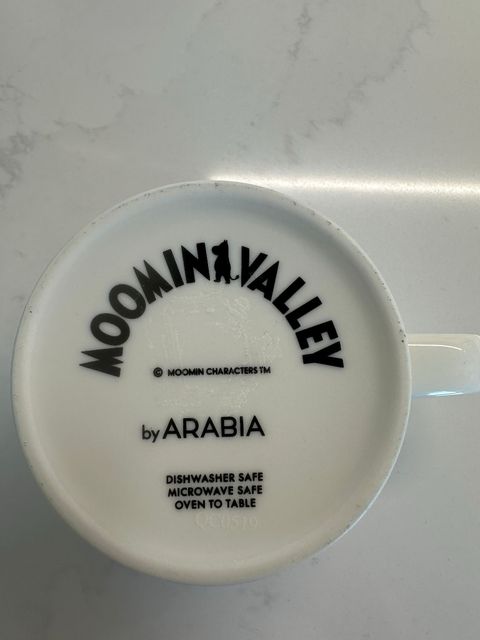 MOOMINVALLEY
© MOOMIN CHARACTERS™
by ARABIA
DISHWASHER SAFE
MICROWAVE SAFE
OVEN TO TABLE